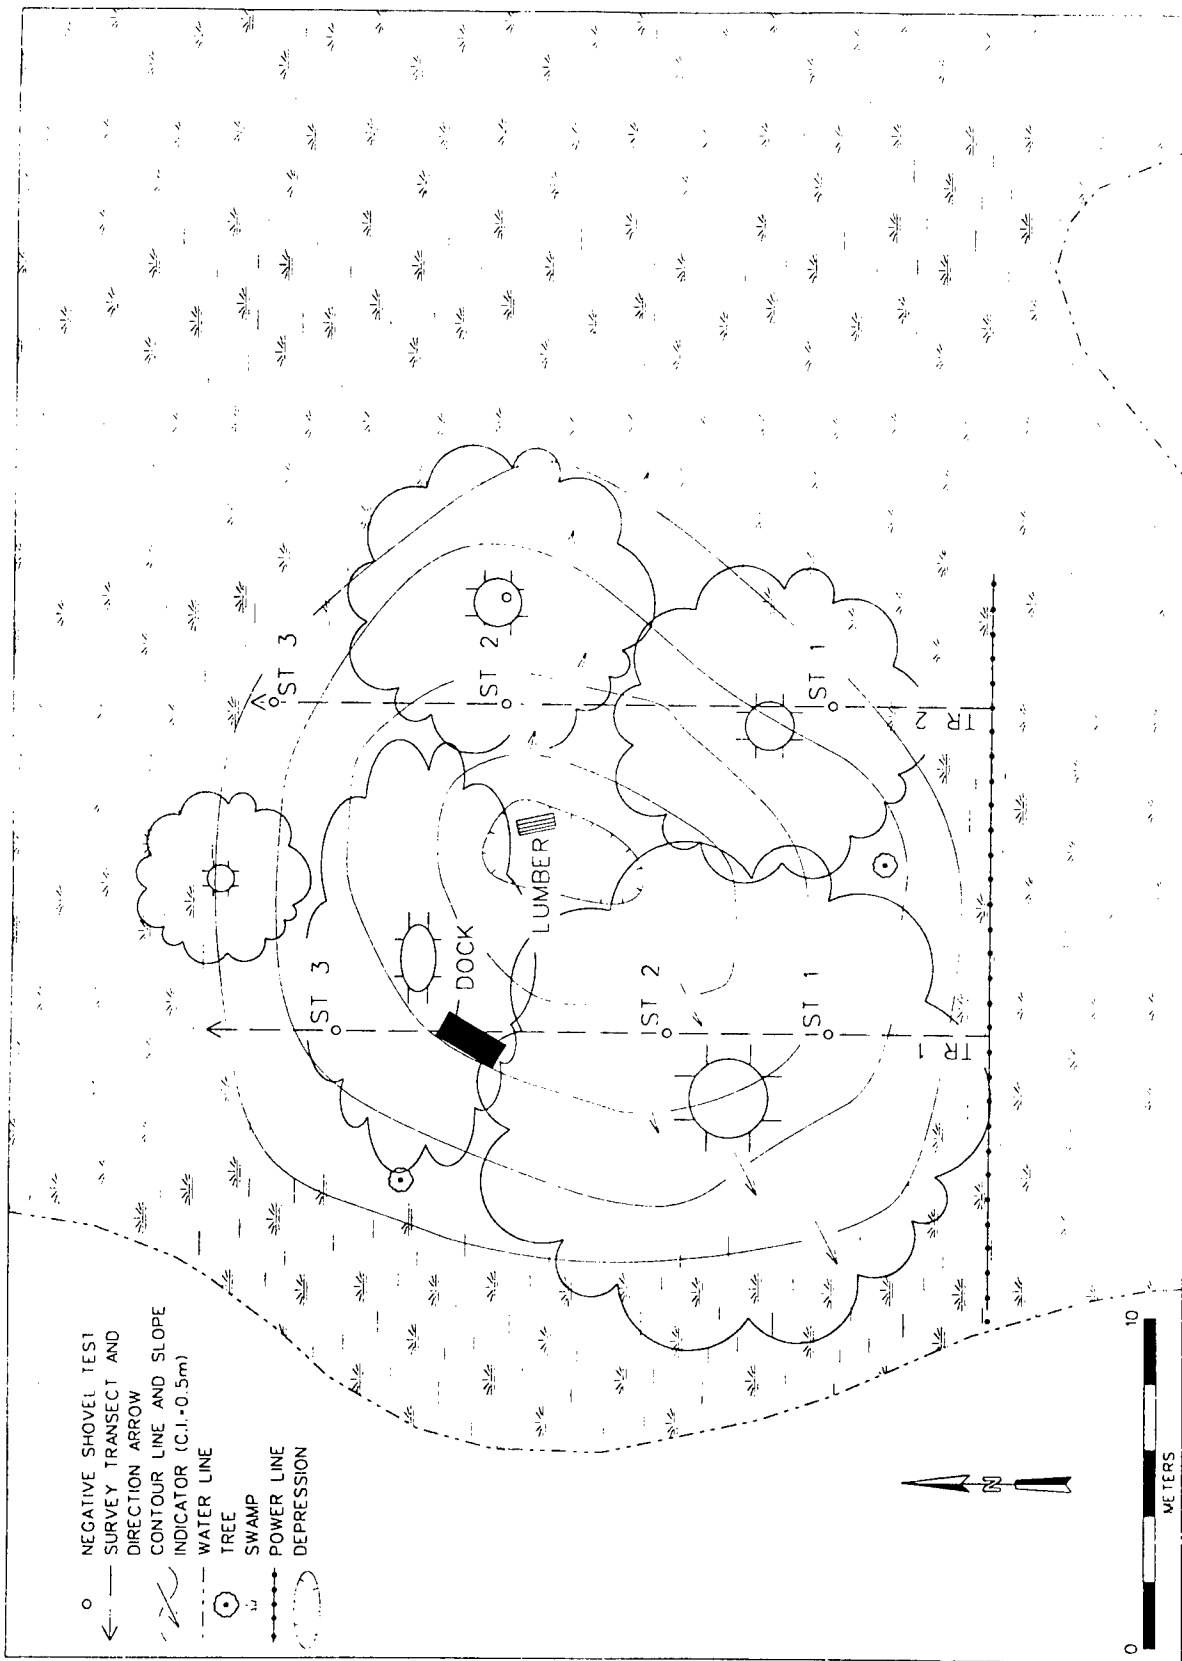 NEGATIVE SHOVEL TEST
SURVEY TRANSECT AND
DIRECTION ARROW
CONTOUR LINE AND SLOPE
INDICATOR (C.I.=0.5m)
WATER LINE
TREE
SWAMP
POWER LINE
DEPRESSION
ST 3
ST 3
DOCK
LUMBER
ST 2
ST 2
ST 1
ST 1
TR 1
TR 2
N
0 10
METERS